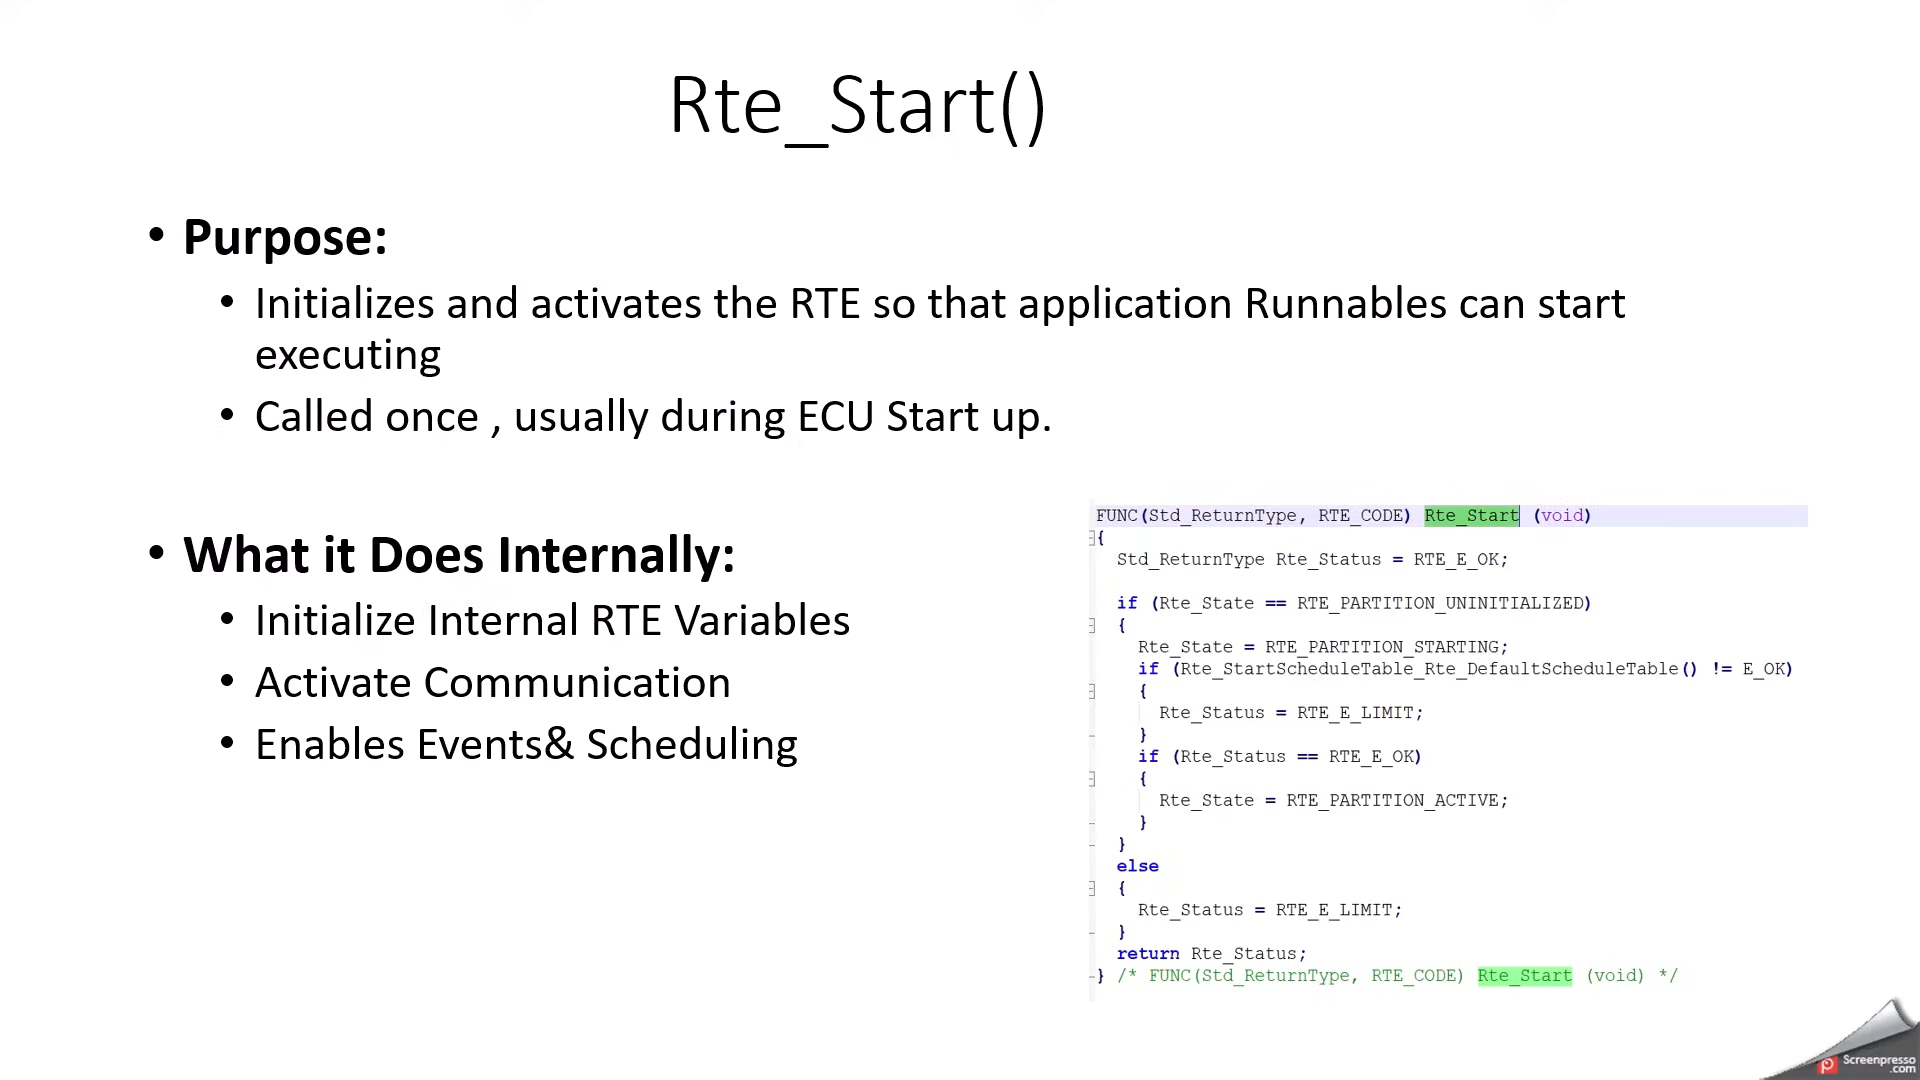 Rte_Start()
• Purpose:
• Initializes and activates the RTE so that application Runnables can start
executing
• Called once , usually during ECU Start up.
• What it Does Internally:
• Initialize Internal RTE Variables
• Activate Communication
• Enables Events& Scheduling
FUNC(Std_ReturnType, RTE_CODE) Rte_Start (void)
{
  Std_ReturnType Rte_Status = RTE_E_OK;
  if (Rte_State == RTE_PARTITION_UNINITIALIZED)
  {
    Rte_State = RTE_PARTITION_STARTING;
    if (Rte_StartScheduleTable_Rte_DefaultScheduleTable() != E_OK)
    {
      Rte_Status = RTE_E_LIMIT;
    }
    if (Rte_Status == RTE_E_OK)
    {
      Rte_State = RTE_PARTITION_ACTIVE;
    }
  }
  else
  {
    Rte_Status = RTE_E_LIMIT;
  }
  return Rte_Status;
} /* FUNC(Std_ReturnType, RTE_CODE) Rte_Start (void) */
Screenpresso
.com